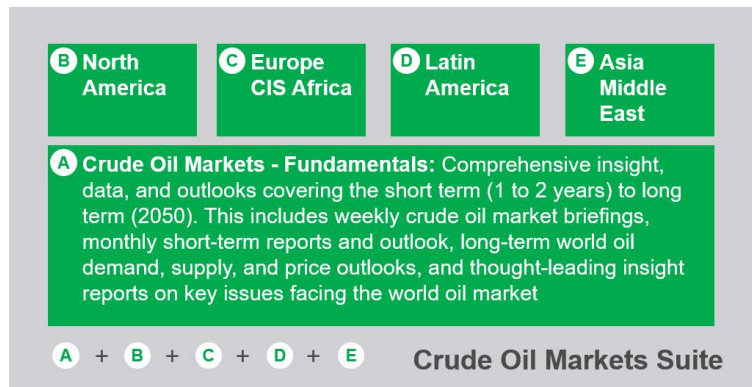 B North
America
C Europe
CIS Africa
D Latin
America
E Asia
Middle
East
A Crude Oil Markets - Fundamentals: Comprehensive insight,
data, and outlooks covering the short term (1 to 2 years) to long
term (2050). This includes weekly crude oil market briefings,
monthly short-term reports and outlook, long-term world oil
demand, supply, and price outlooks, and thought-leading insight
reports on key issues facing the world oil market
A + B + C + D + E Crude Oil Markets Suite